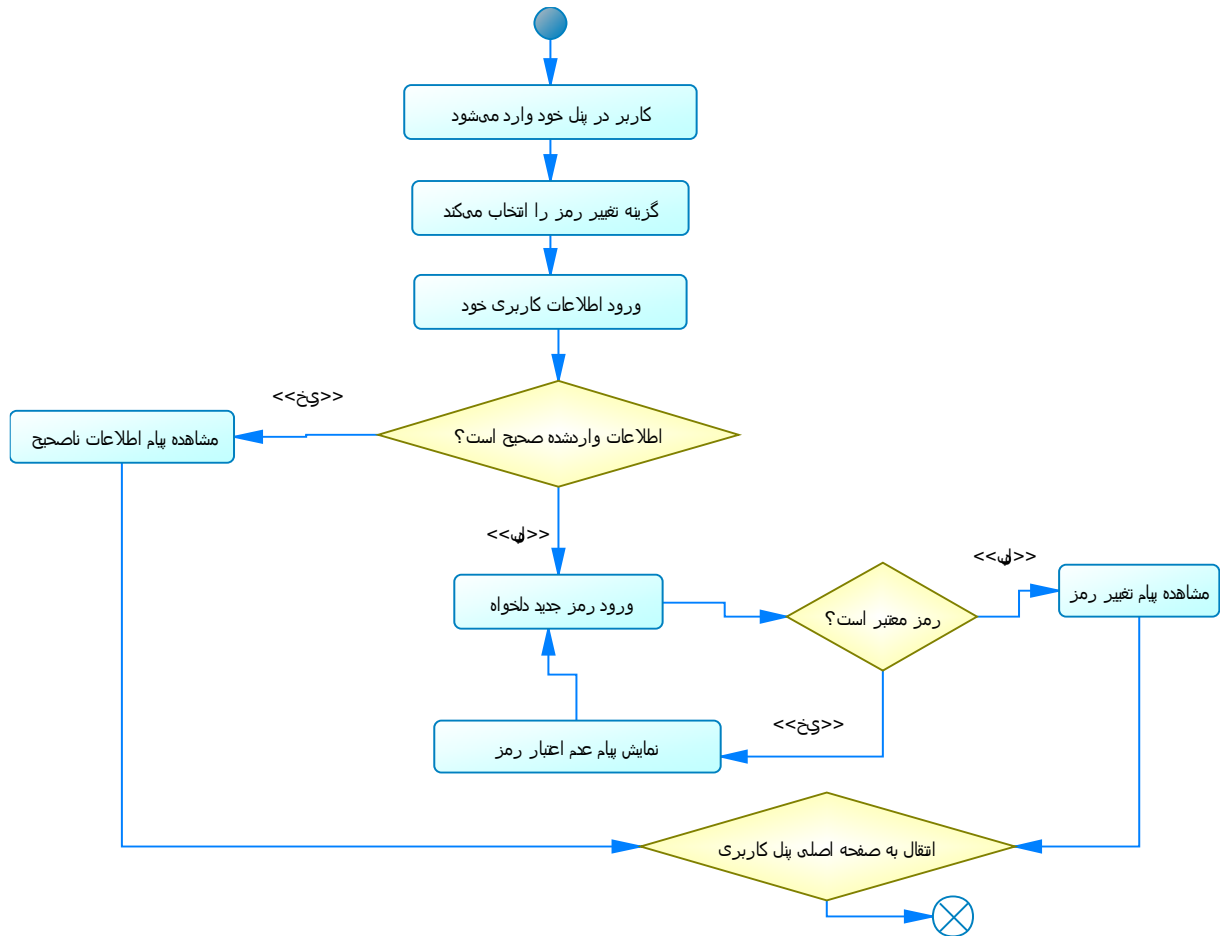 کاربر در پنل خود وارد می‌شود
گزینه تغییر رمز را انتخاب می‌کند
ورود اطلاعات کاربری خود
<<خیر>>
اطلاعات واردشده صحیح است؟
مشاهده پیام اطلاعات ناصحیح
<<بله>>
<<بله>>
ورود رمز جدید دلخواه
رمز معتبر است؟
مشاهده پیام تغییر رمز
<<خیر>>
نمایش پیام عدم اعتبار رمز
انتقال به صفحه اصلی پنل کاربری